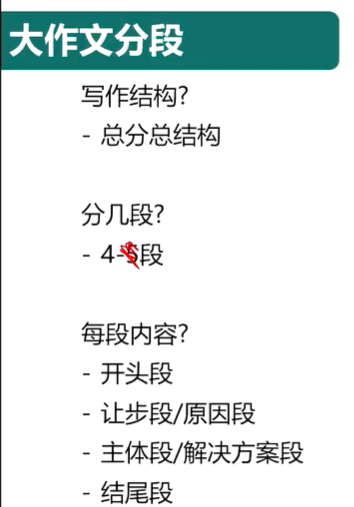 大作文分段
写作结构?
- 总分总结构
分几段?
- 4-5段
每段内容?
- 开头段
- 让步段/原因段
- 主体段/解决方案段
- 结尾段